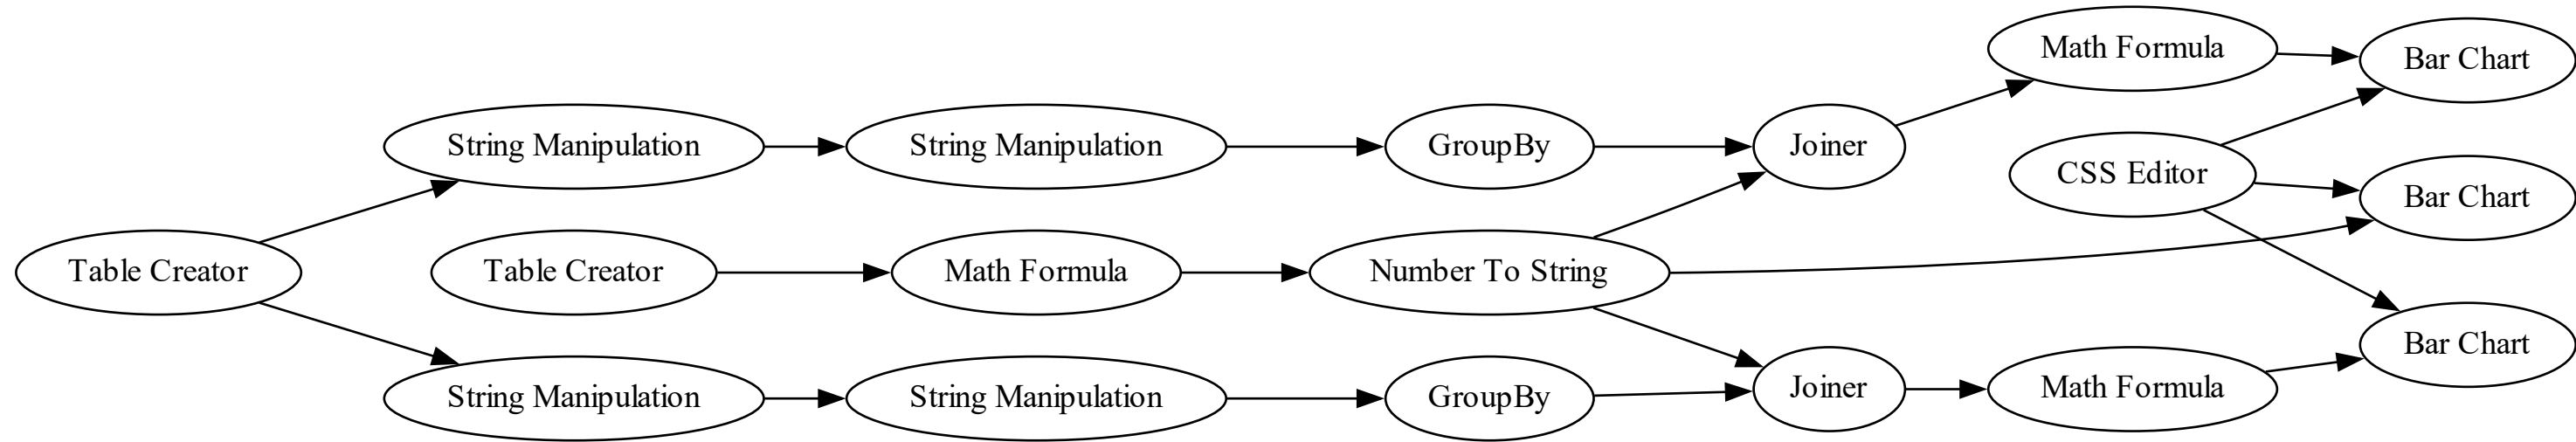 Math Formula
Bar Chart
String Manipulation
String Manipulation
GroupBy
Joiner
CSS Editor
Bar Chart
Table Creator
Table Creator
Math Formula
Number To String
Bar Chart
String Manipulation
String Manipulation
GroupBy
Joiner
Math Formula